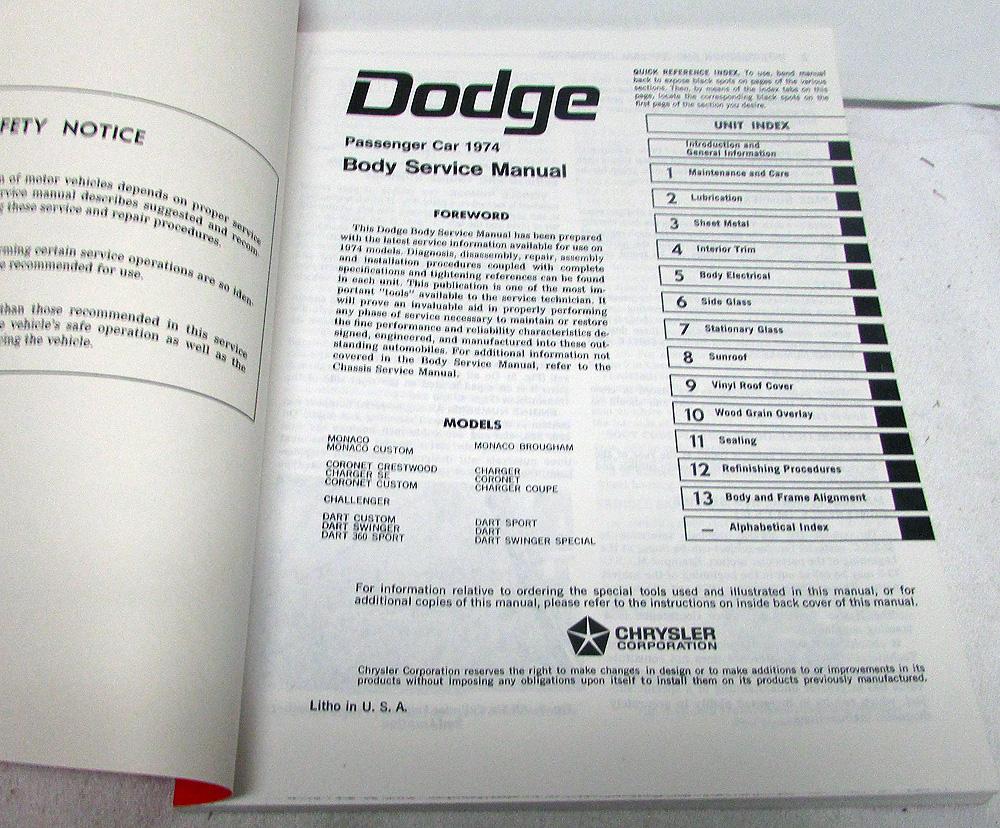 FETY NOTICE
of motor vehicles depends on proper service
rvice manual describes suggested and recom-
these service and repair procedures.
rming certain service operations are so iden-
e recommended for use.
than those recommended in this service
e vehicle's safe operation as well as the
ing the vehicle.
Dodge
Passenger Car 1974
Body Service Manual
FOREWORD
This Dodge Body Service Manual has been prepared
with the latest service information available for use on
1974 models. Diagnosis, disassembly, repair, assembly
and installation procedures coupled with complete
specifications and tightening references can be found
in each unit. This publication is one of the most im-
portant "tools" available to the service technician. It
will prove an invaluable aid in properly performing
any phase of service necessary to maintain or restore
the fine performance and reliability characteristics de-
signed, engineered, and manufactured into these out-
standing automobiles. For additional information not
covered in the Body Service Manual, refer to the
Chassis Service Manual.
MODELS
MONACO
MONACO CUSTOM
MONACO BROUGHAM
CORONET CRESTWOOD
CHARGER SE
CORONET CUSTOM
CHARGER
CORONET
CHARGER COUPE
CHALLENGER
DART CUSTOM
DART SWINGER
DART 360 SPORT
DART SPORT
DART
DART SWINGER SPECIAL
QUICK REFERENCE INDEX. To use, bend manual
back to expose black spots on pages of the various
sections. Then, by means of the index tabs on this
page, locate the corresponding black spots on the
first page of the section you desire.
UNIT INDEX
Introduction and
General Information
1 Maintenance and Care
2 Lubrication
3 Sheet Metal
4 Interior Trim
5 Body Electrical
6 Side Glass
7 Stationary Glass
8 Sunroof
9 Vinyl Roof Cover
10 Wood Grain Overlay
11 Sealing
12 Refinishing Procedures
13 Body and Frame Alignment
— Alphabetical Index
For information relative to ordering the special tools used and illustrated in this manual, or for
additional copies of this manual, please refer to the instructions on inside back cover of this manual.
CHRYSLER
CORPORATION
Chrysler Corporation reserves the right to make changes in design or to make additions to or improvements in its
products without imposing any obligations upon itself to install them on its products previously manufactured.
Litho in U. S. A.